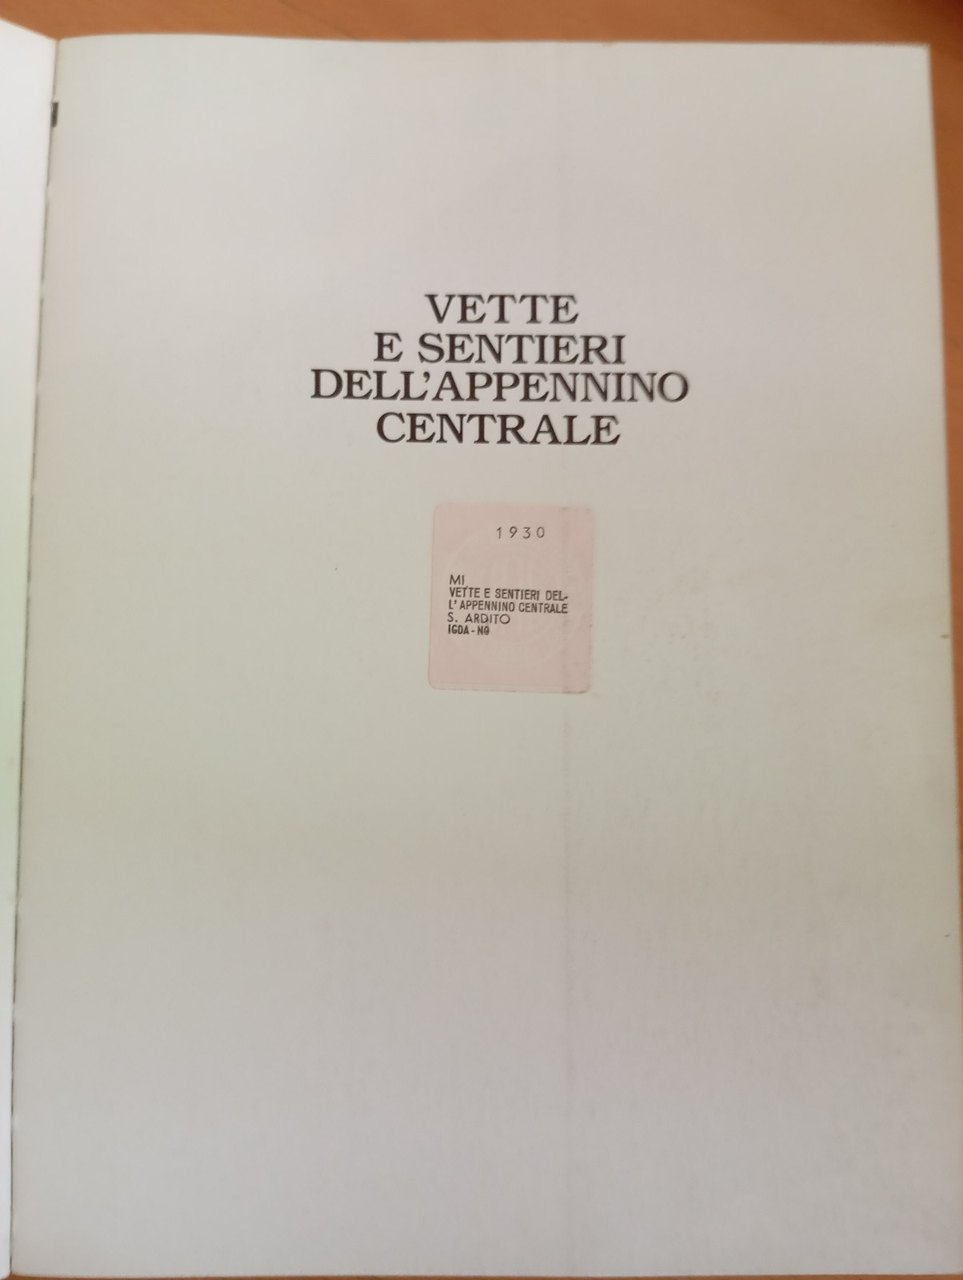 VETTE
E SENTIERI
DELL'APPENNINO
CENTRALE
1930
MI
VETTE E SENTIERI DEL-
L'APPENNINO CENTRALE
S. ARDITO
IGDA-NO